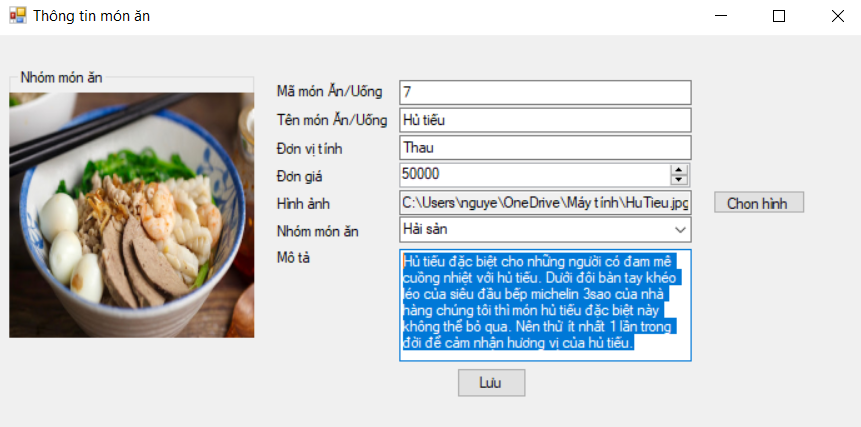 Thông tin món ăn
Nhóm món ăn
Mã món Ăn/Uống
7
Tên món Ăn/Uống
Hủ tiếu
Đơn vị tính
Thau
Đơn giá
50000
Hình ảnh
C:\Users\nguye\OneDrive\Máy tính\HuTieu.jpg
Chọn hình
Nhóm món ăn
Hải sản
Mô tả
Hủ tiếu đặc biệt cho những người có đam mê
cuồng nhiệt với hủ tiếu. Dưới đôi bàn tay khéo
léo của siêu đầu bếp michelin 3sao của nhà
hàng chúng tôi thì món hủ tiếu đặc biệt này
không thể bỏ qua. Nên thử ít nhất 1 lần trong
đời để cảm nhận hương vị của hủ tiếu.
Lưu